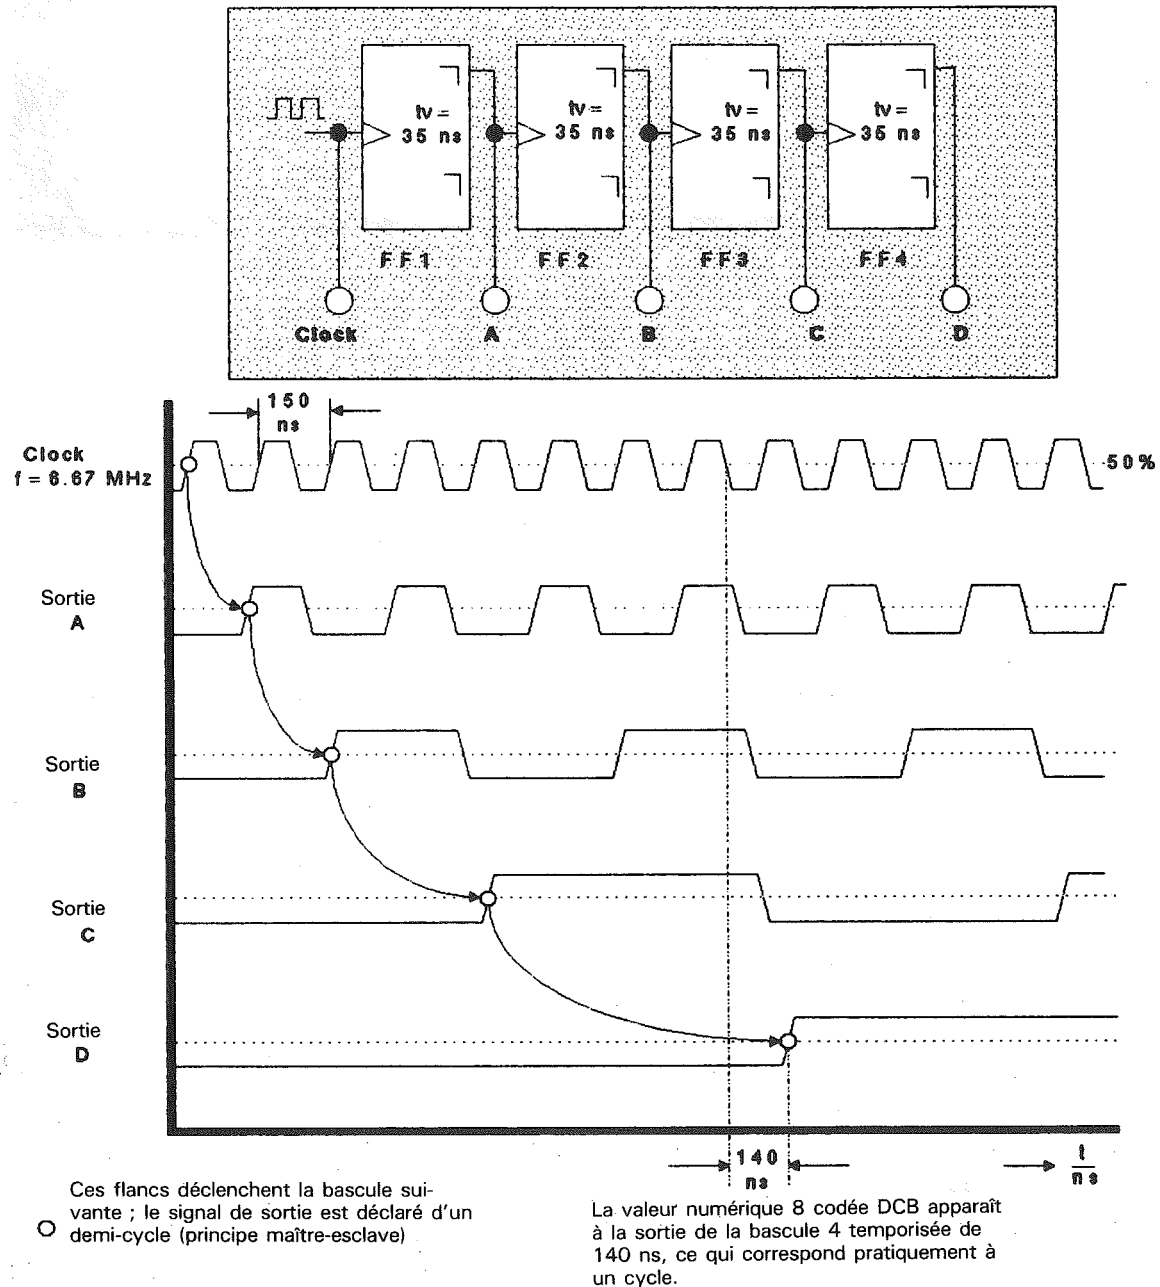 tv =
35 ns
tv =
35 ns
tv =
35 ns
tv =
35 ns
FF1
FF2
FF3
FF4
Clock
A
B
C
D
150
ns
Clock
f = 6.67 MHz
50%
Sortie
A
Sortie
B
Sortie
C
Sortie
D
140
ns
t
ns
Ces flancs déclenchent la bascule sui-
vante ; le signal de sortie est déclaré d'un
demi-cycle (principe maître-esclave)
La valeur numérique 8 codée DCB apparaît
à la sortie de la bascule 4 temporisée de
140 ns, ce qui correspond pratiquement à
un cycle.